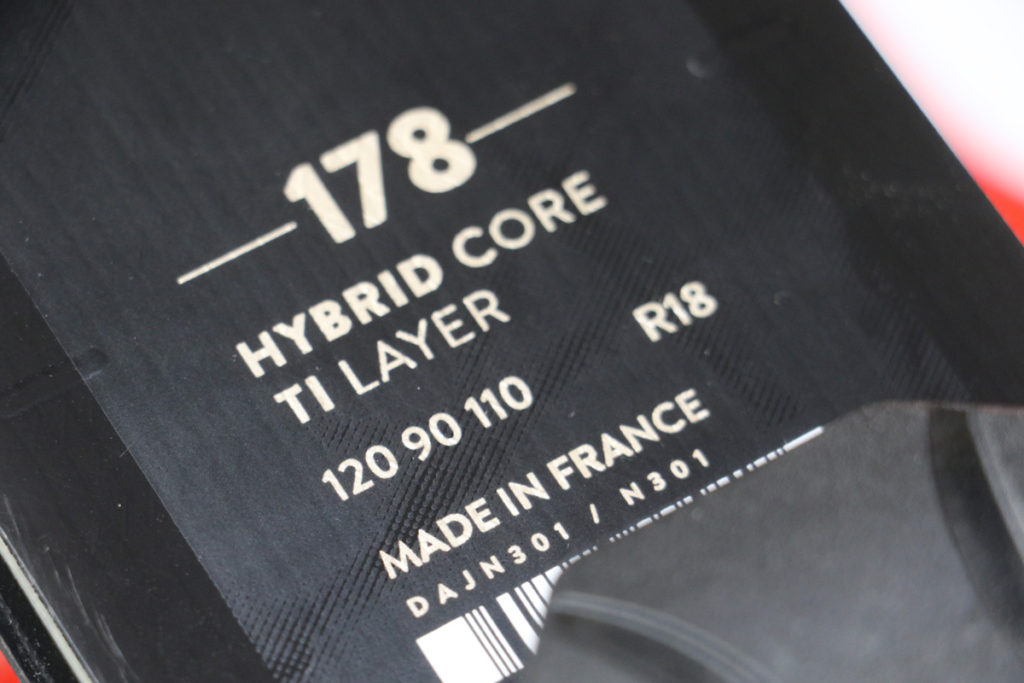 178
HYBRID CORE
TI LAYER
120 90 110 R18
MADE IN FRANCE
DAJN301 / N301